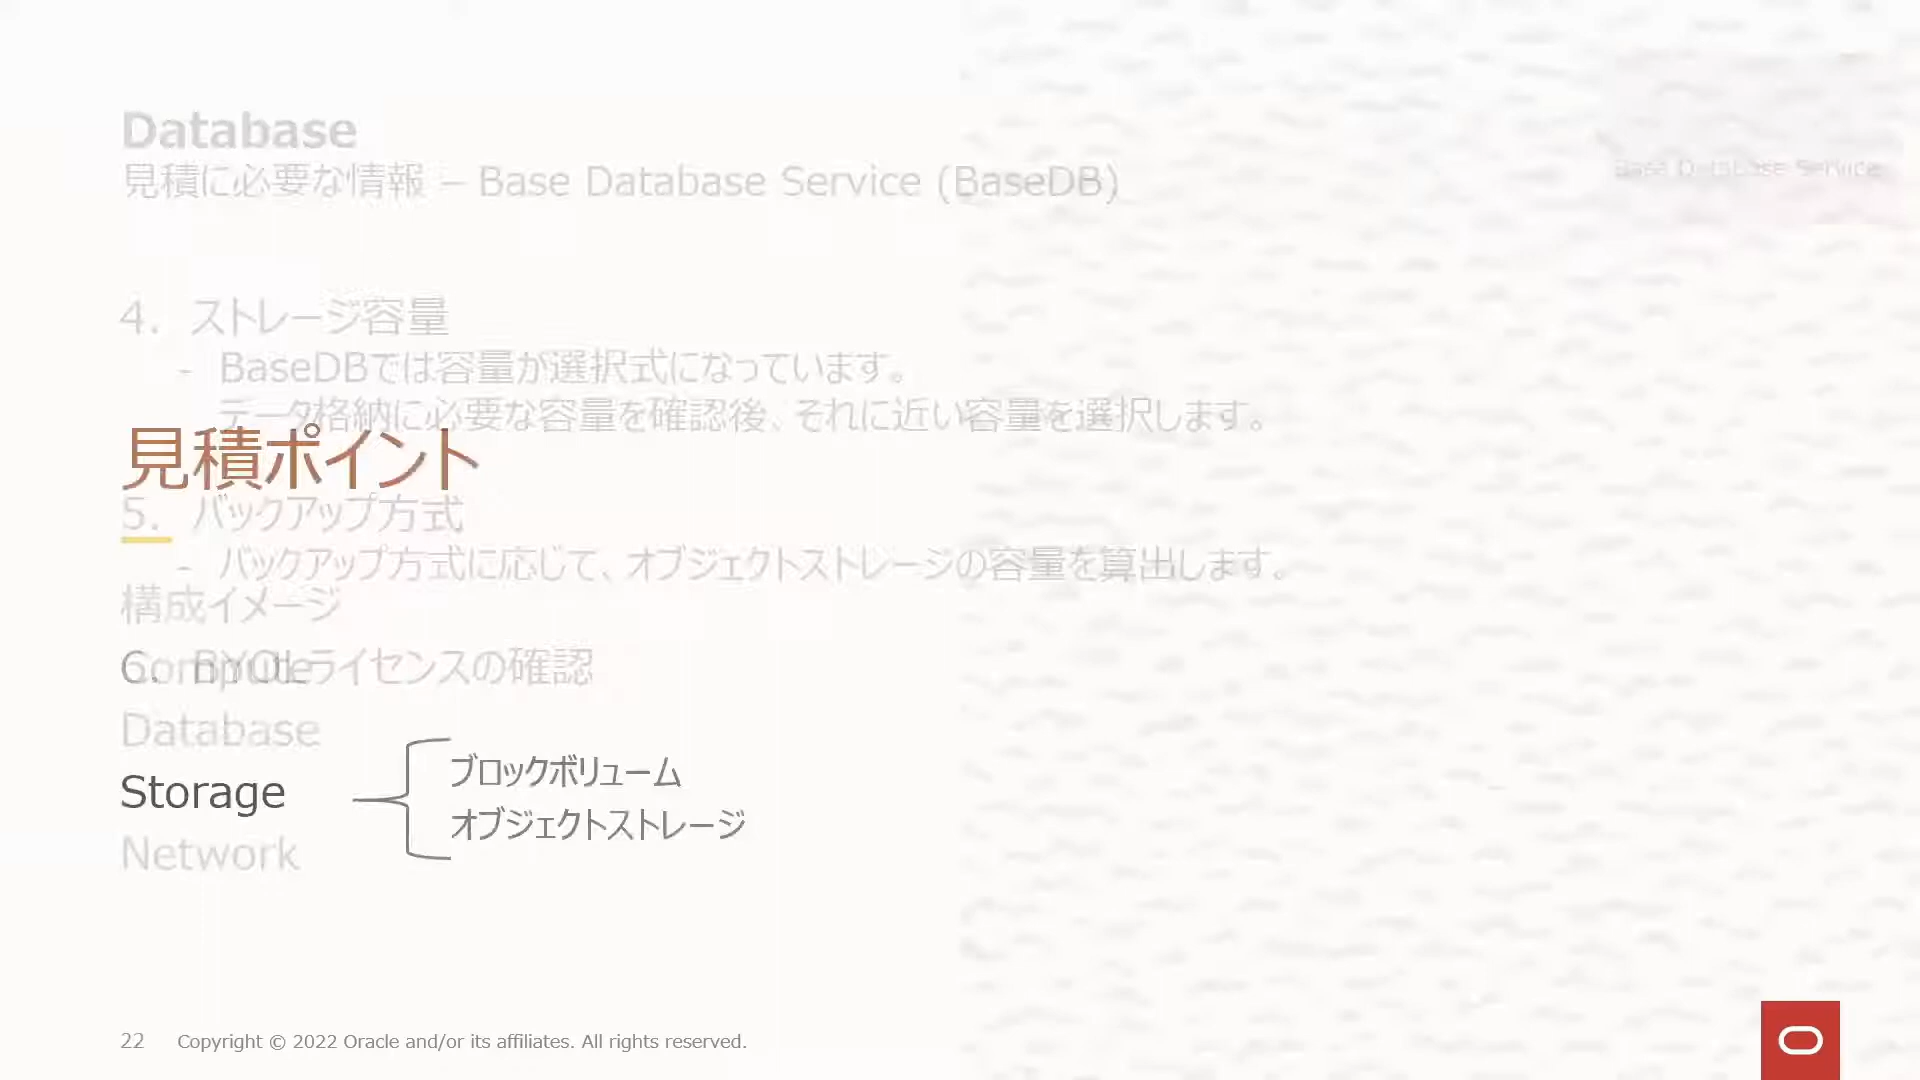 Database
見積に必要な情報 – Base Database Service (BaseDB)
Base Database Service
4. ストレージ容量
- BaseDBでは容量が選択式になっています。
データ格納に必要な容量を確認後、それに近い容量を選択します。
見積ポイント
5. バックアップ方式
- バックアップ方式に応じて、オブジェクトストレージの容量を算出します。
構成イメージ
6. BYOLライセンスの確認
Compute
Database
Storage
ブロックボリューム
オブジェクトストレージ
Network
22 Copyright © 2022 Oracle and/or its affiliates. All rights reserved.